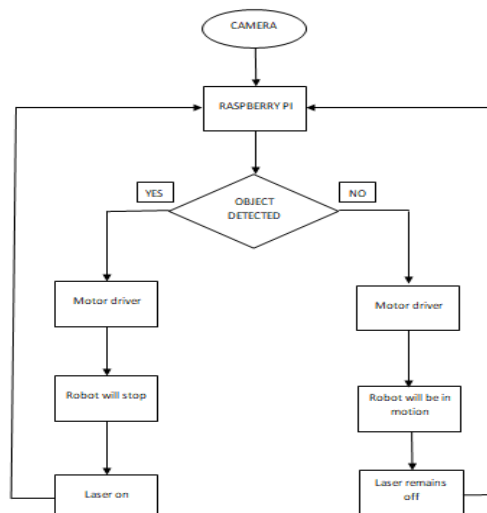 CAMERA
RASPBERRY PI
YES
NO
OBJECT
DETECTED
Motor driver
Motor driver
Robot will stop
Robot will be in
motion
Laser on
Laser remains
off